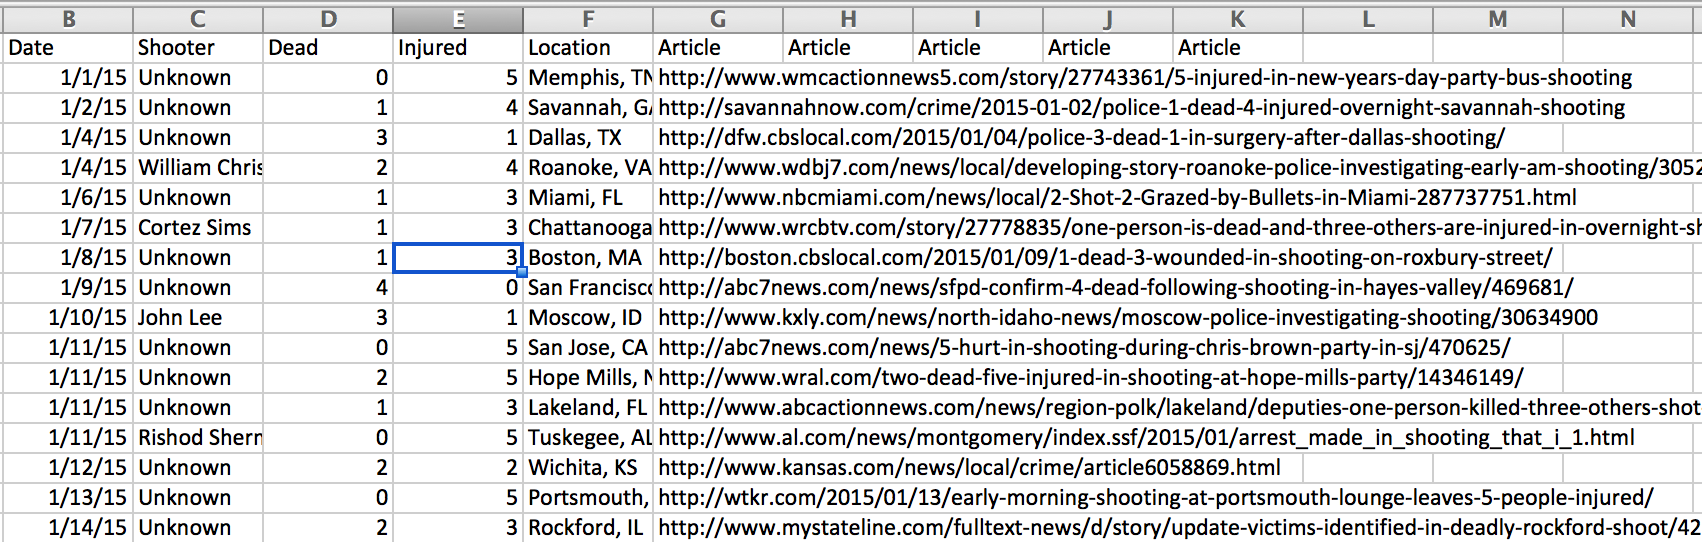 B C D E F G H I J K L M N
Date Shooter Dead Injured Location Article Article Article Article Article
1/1/15 Unknown 0 5 Memphis, TN http://www.wmcactionnews5.com/story/27743361/5-injured-in-new-years-day-party-bus-shooting
1/2/15 Unknown 1 4 Savannah, GA http://savannahnow.com/crime/2015-01-02/police-1-dead-4-injured-overnight-savannah-shooting
1/4/15 Unknown 3 1 Dallas, TX http://dfw.cbslocal.com/2015/01/04/police-3-dead-1-in-surgery-after-dallas-shooting/
1/4/15 William Chris 2 4 Roanoke, VA http://www.wdbj7.com/news/local/developing-story-roanoke-police-investigating-early-am-shooting/3052
1/6/15 Unknown 1 3 Miami, FL http://www.nbcmiami.com/news/local/2-Shot-2-Grazed-by-Bullets-in-Miami-287737751.html
1/7/15 Cortez Sims 1 3 Chattanooga http://www.wrcbtv.com/story/27778835/one-person-is-dead-and-three-others-are-injured-in-overnight-sh
1/8/15 Unknown 1 3 Boston, MA http://boston.cbslocal.com/2015/01/09/1-dead-3-wounded-in-shooting-on-roxbury-street/
1/9/15 Unknown 4 0 San Francisc http://abc7news.com/news/sfpd-confirm-4-dead-following-shooting-in-hayes-valley/469681/
1/10/15 John Lee 3 1 Moscow, ID http://www.kxly.com/news/north-idaho-news/moscow-police-investigating-shooting/30634900
1/11/15 Unknown 0 5 San Jose, CA http://abc7news.com/news/5-hurt-in-shooting-during-chris-brown-party-in-sj/470625/
1/11/15 Unknown 2 5 Hope Mills, N http://www.wral.com/two-dead-five-injured-in-shooting-at-hope-mills-party/14346149/
1/11/15 Unknown 1 3 Lakeland, FL http://www.abcactionnews.com/news/region-polk/lakeland/deputies-one-person-killed-three-others-shot
1/11/15 Rishod Shern 0 5 Tuskegee, AL http://www.al.com/news/montgomery/index.ssf/2015/01/arrest_made_in_shooting_that_i_1.html
1/12/15 Unknown 2 2 Wichita, KS http://www.kansas.com/news/local/crime/article6058869.html
1/13/15 Unknown 0 5 Portsmouth, http://wtkr.com/2015/01/13/early-morning-shooting-at-portsmouth-lounge-leaves-5-people-injured/
1/14/15 Unknown 2 3 Rockford, IL http://www.mystateline.com/fulltext-news/d/story/update-victims-identified-in-deadly-rockford-shoot/42